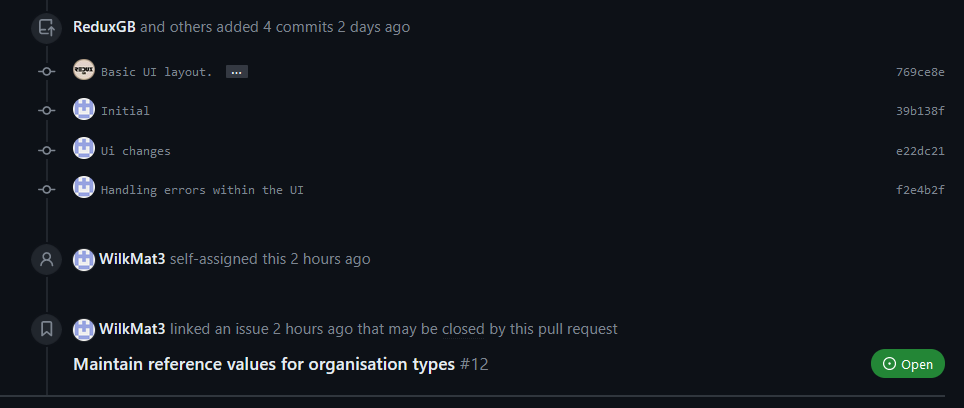 ReduxGB and others added 4 commits 2 days ago
Basic UI layout. ... 769ce8e
Initial 39b138f
Ui changes e22dc21
Handling errors within the UI f2e4b2f
WilkMat3 self-assigned this 2 hours ago
WilkMat3 linked an issue 2 hours ago that may be closed by this pull request
Maintain reference values for organisation types #12 Open